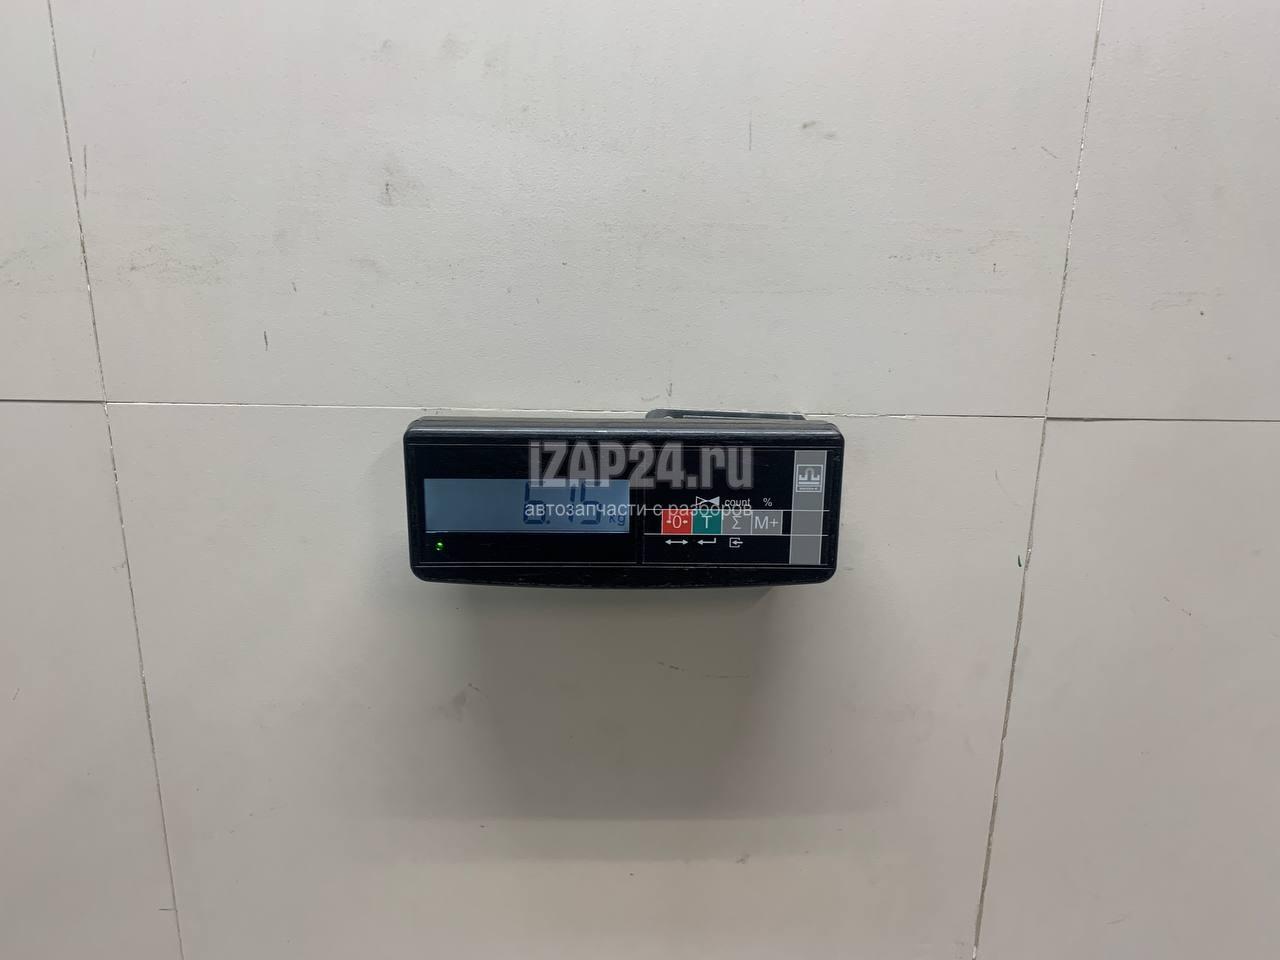 iZAP24.ru
автозапчасти с разборов
count %
6.15 kg
→0← T Σ M+